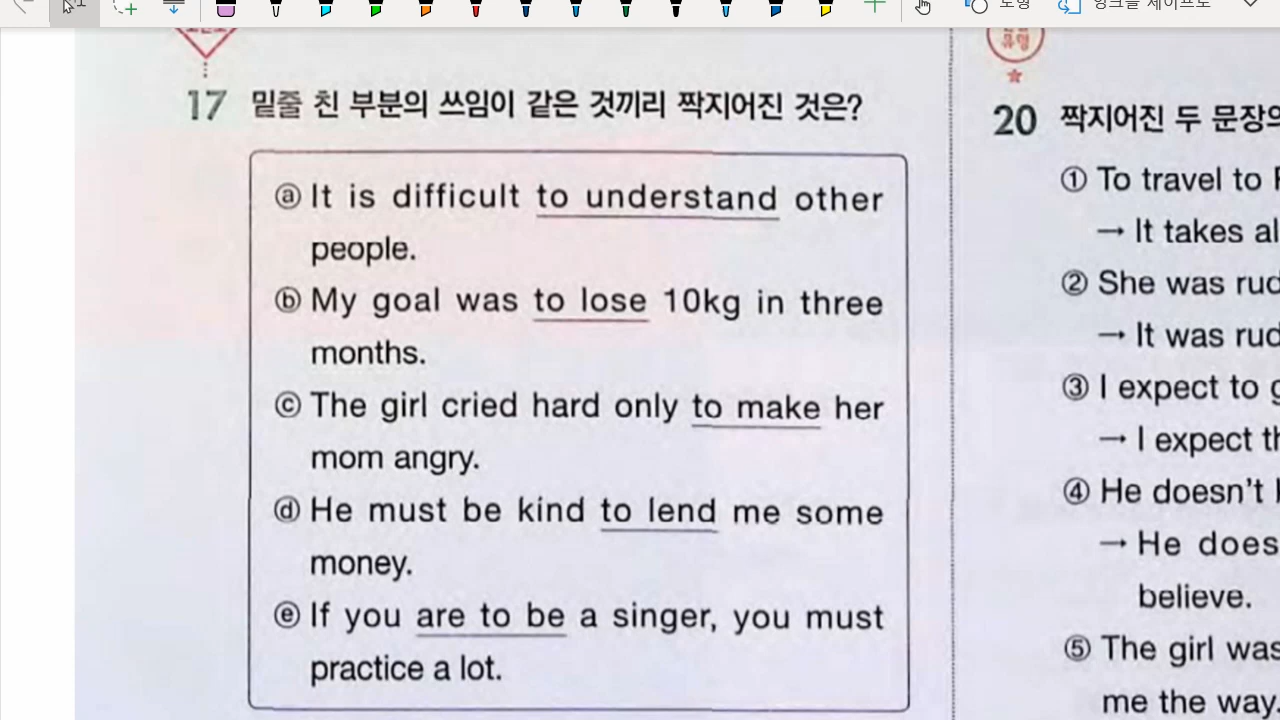 유형
17 밑줄 친 부분의 쓰임이 같은 것끼리 짝지어진 것은?
ⓐ It is difficult to understand other
people.
ⓑ My goal was to lose 10kg in three
months.
ⓒ The girl cried hard only to make her
mom angry.
ⓓ He must be kind to lend me some
money.
ⓔ If you are to be a singer, you must
practice a lot.
20 짝지어진 두 문장의
① To travel to
→ It takes al
② She was rud
→ It was rud
③ I expect to g
→ I expect th
④ He doesn't
→ He does
believe.
⑤ The girl was
me the way.